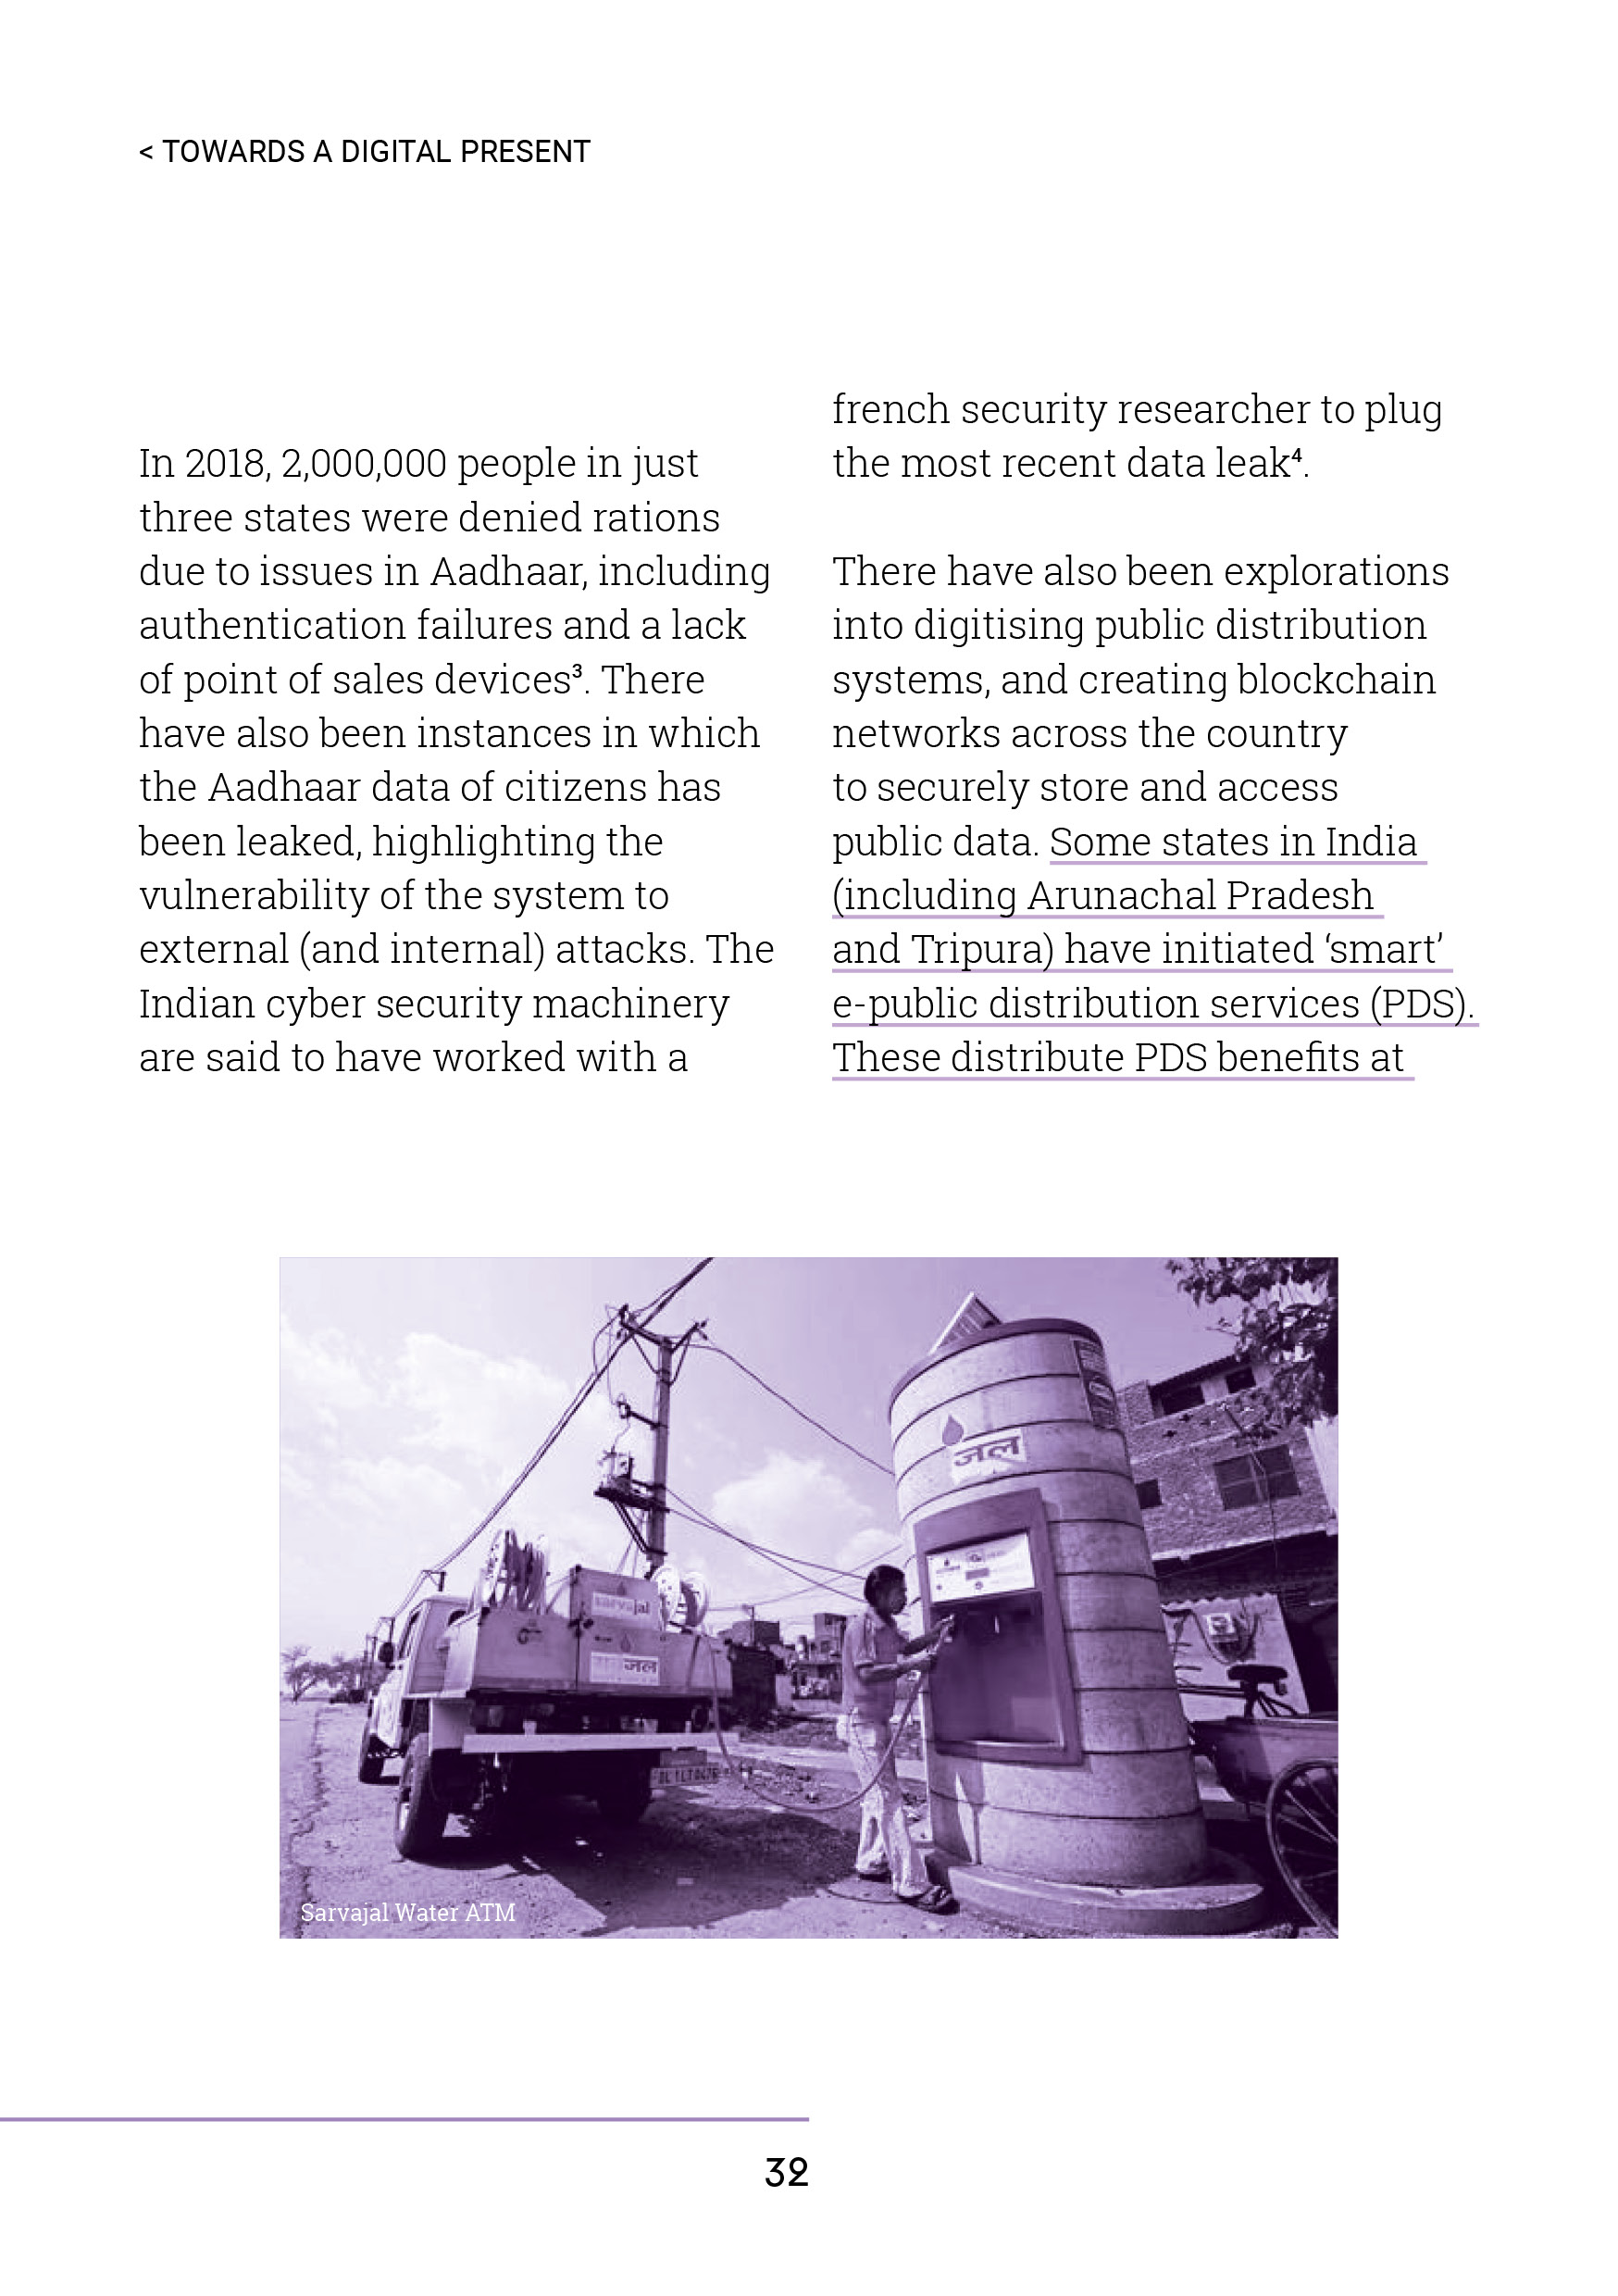 < TOWARDS A DIGITAL PRESENT
In 2018, 2,000,000 people in just
three states were denied rations
due to issues in Aadhaar, including
authentication failures and a lack
of point of sales devices³. There
have also been instances in which
the Aadhaar data of citizens has
been leaked, highlighting the
vulnerability of the system to
external (and internal) attacks. The
Indian cyber security machinery
are said to have worked with a
french security researcher to plug
the most recent data leak⁴.
There have also been explorations
into digitising public distribution
systems, and creating blockchain
networks across the country
to securely store and access
public data. Some states in India
(including Arunachal Pradesh
and Tripura) have initiated ‘smart’
e-public distribution services (PDS).
These distribute PDS benefits at
जल
sarvajal
जल
Sarvajal Water ATM
32